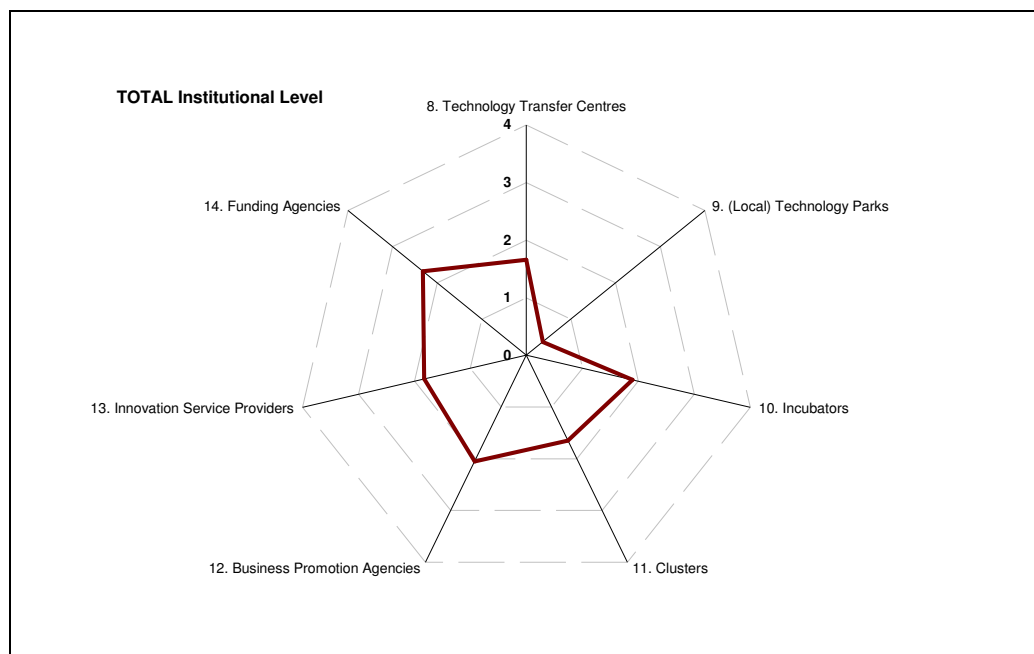 TOTAL Institutional Level
8. Technology Transfer Centres
4
3
14. Funding Agencies
9. (Local) Technology Parks
2
1
0
13. Innovation Service Providers
10. Incubators
12. Business Promotion Agencies
11. Clusters